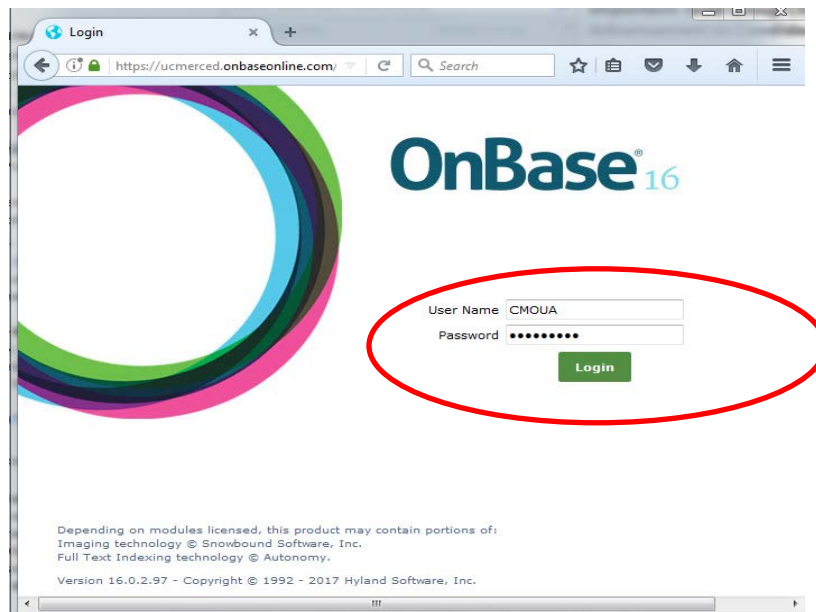 Login
https://ucmerced.onbaseonline.com/
Search
OnBase® 16
User Name CMOUA
Password •••••••••
Login
Depending on modules licensed, this product may contain portions of:
Imaging technology © Snowbound Software, Inc.
Full Text Indexing technology © Autonomy.
Version 16.0.2.97 - Copyright © 1992 - 2017 Hyland Software, Inc.